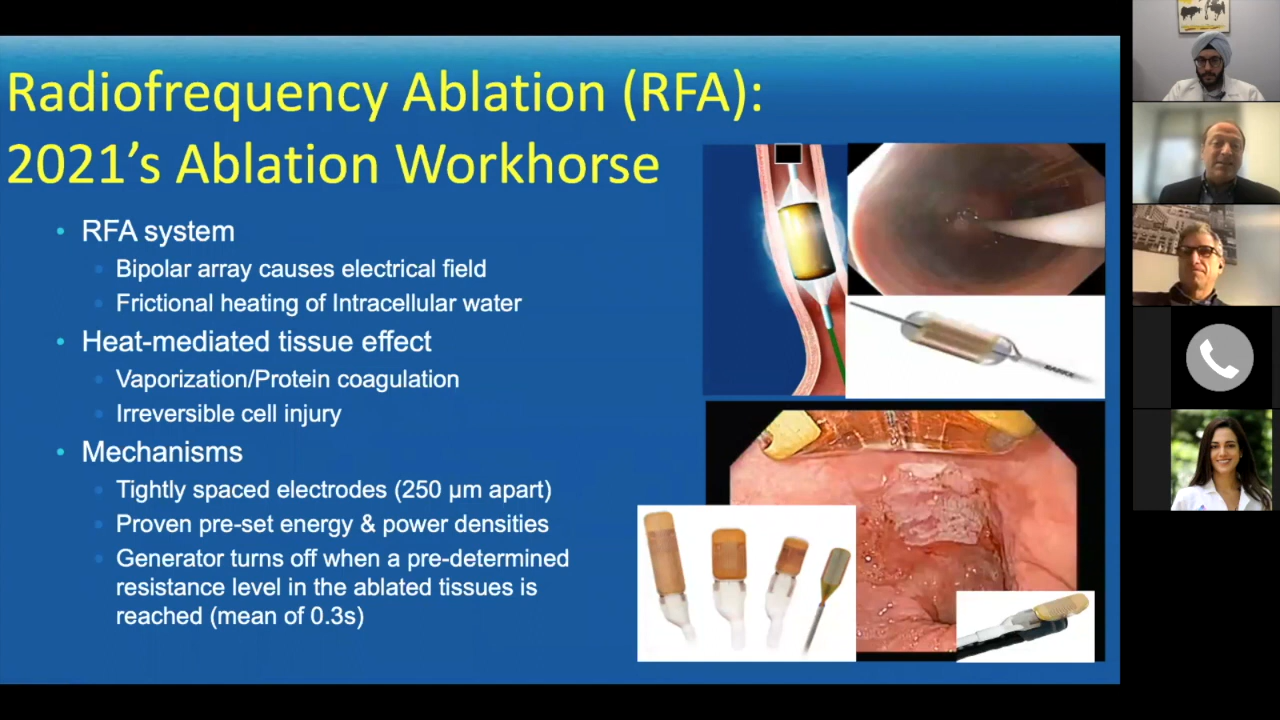 Radiofrequency Ablation (RFA):
2021's Ablation Workhorse
• RFA system
• Bipolar array causes electrical field
• Frictional heating of Intracellular water
• Heat-mediated tissue effect
• Vaporization/Protein coagulation
• Irreversible cell injury
• Mechanisms
• Tightly spaced electrodes (250 µm apart)
• Proven pre-set energy & power densities
• Generator turns off when a pre-determined
resistance level in the ablated tissues is
reached (mean of 0.3s)